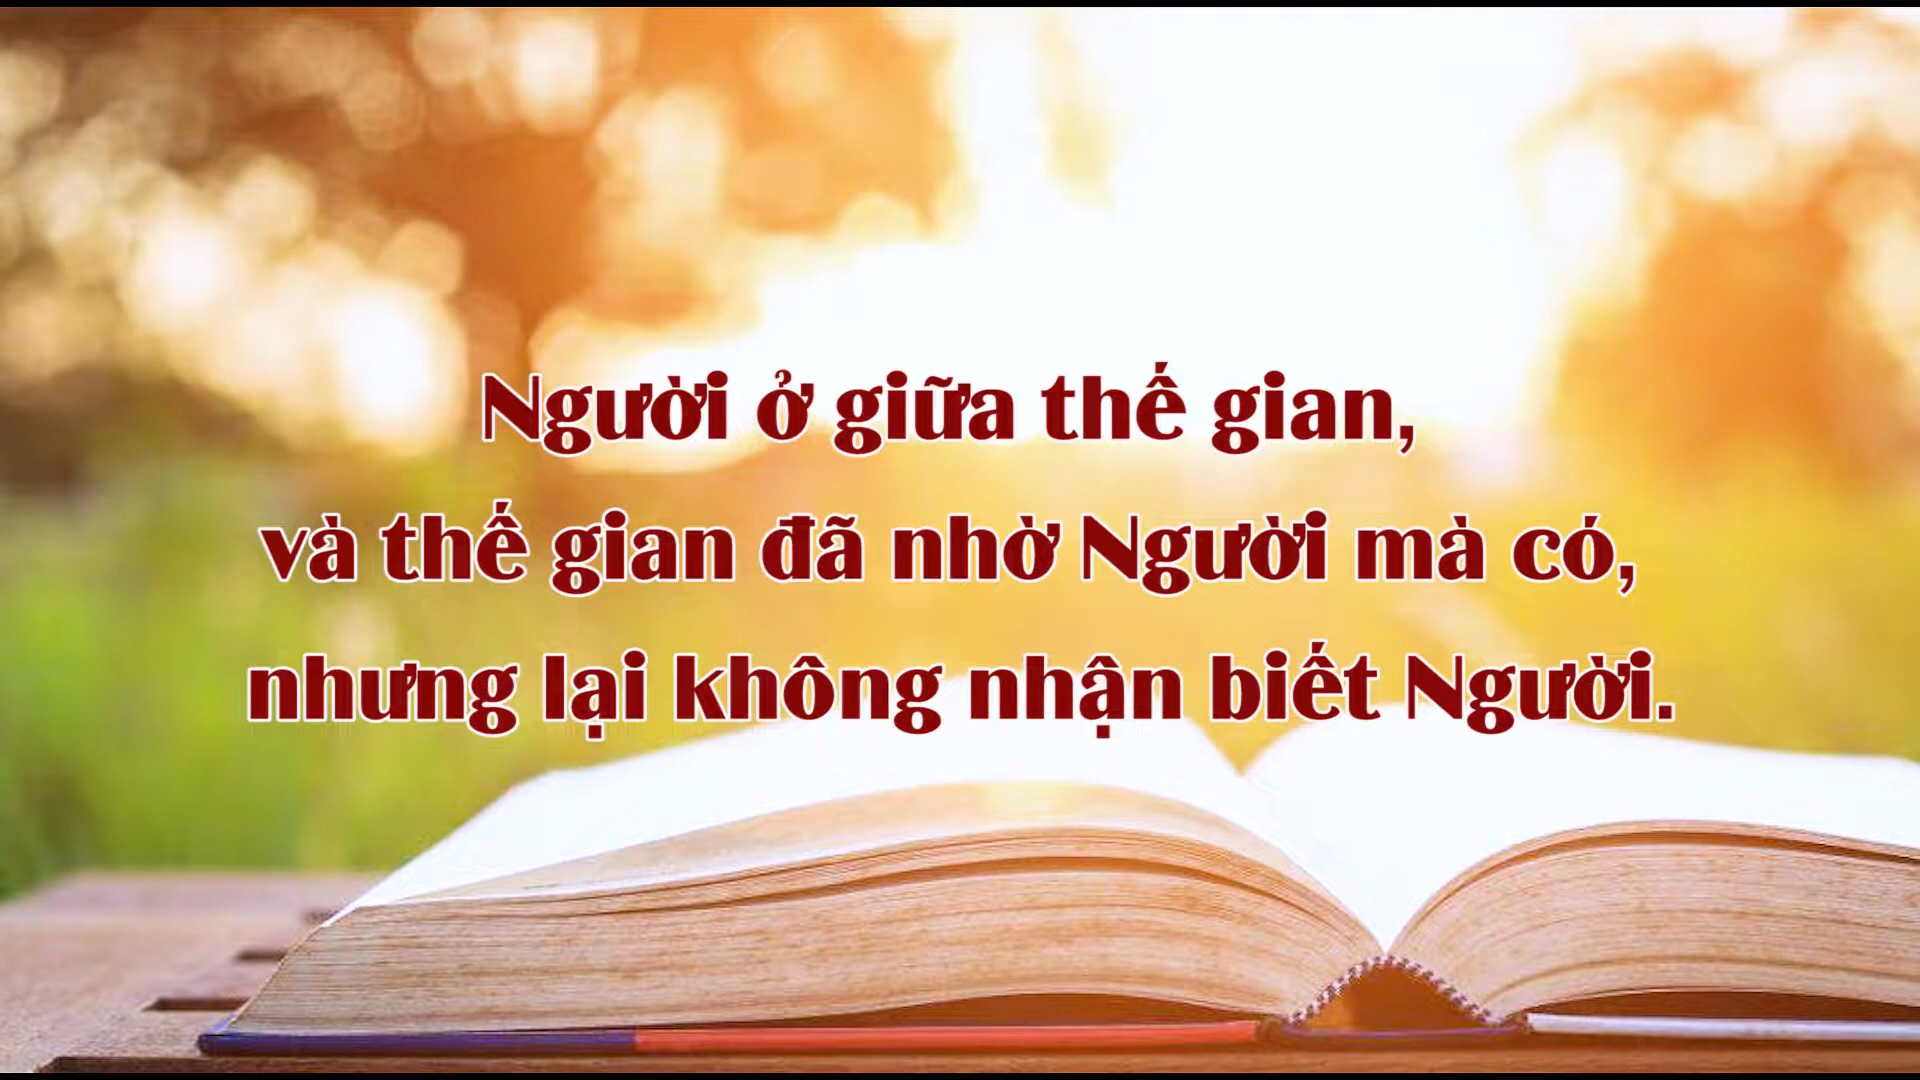 Người ở giữa thế gian,
và thế gian đã nhờ Người mà có,
nhưng lại không nhận biết Người.